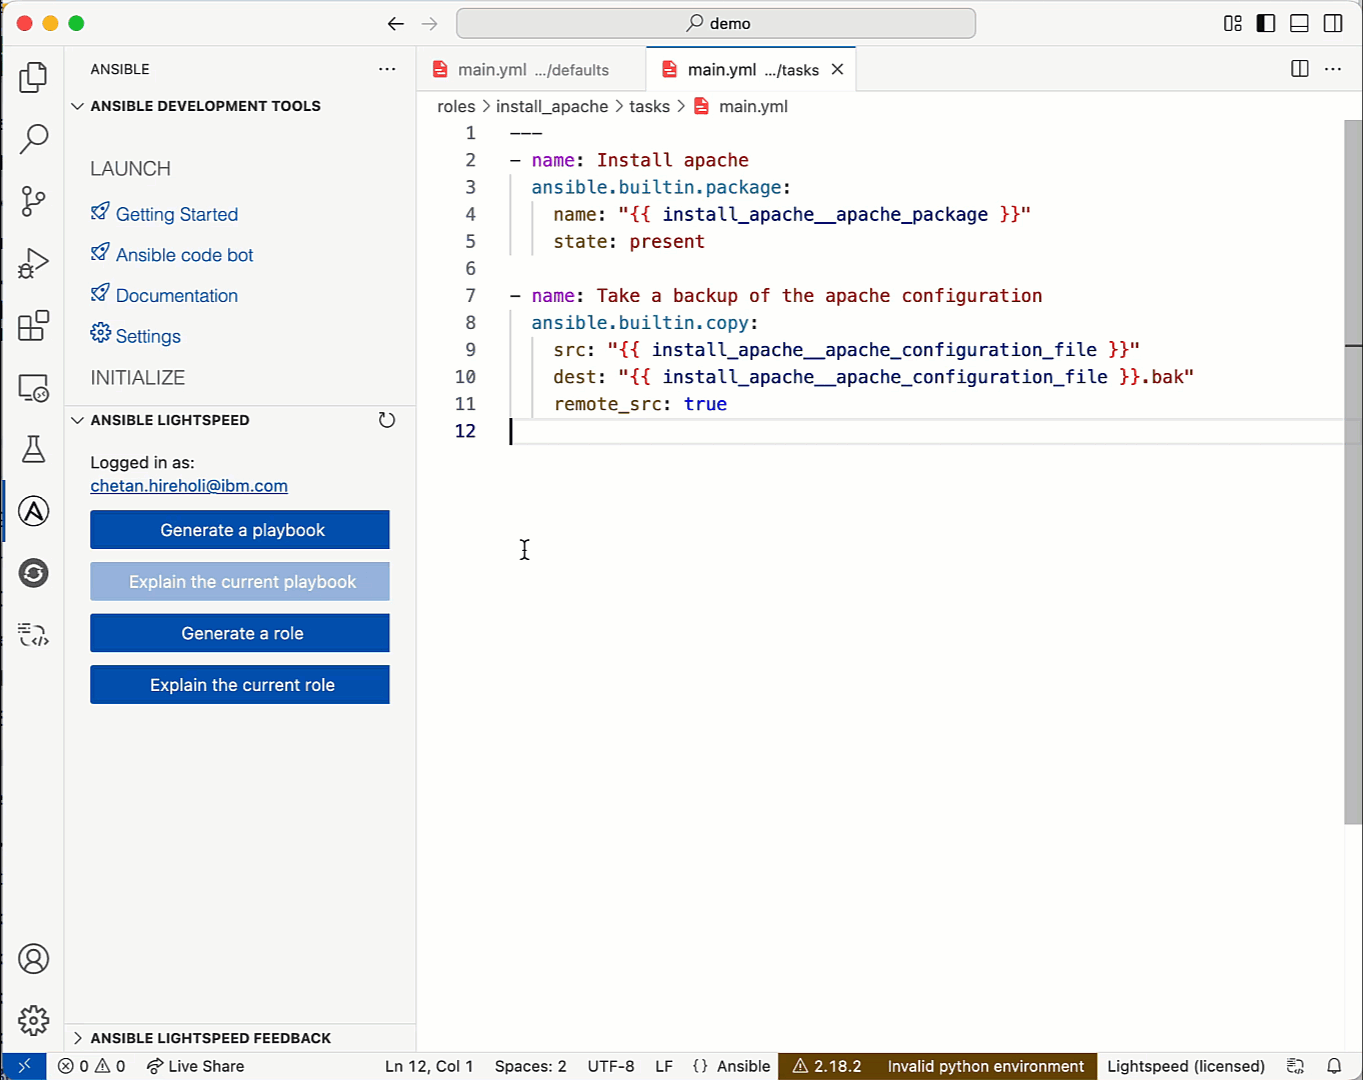 demo
ANSIBLE
ANSIBLE DEVELOPMENT TOOLS
LAUNCH
Getting Started
Ansible code bot
Documentation
Settings
INITIALIZE
ANSIBLE LIGHTSPEED
Logged in as:
chetan.hireholi@ibm.com
Generate a playbook
Explain the current playbook
Generate a role
Explain the current role
ANSIBLE LIGHTSPEED FEEDBACK
main.yml .../defaults
main.yml .../tasks
roles > install_apache > tasks > main.yml
1 ---
2 - name: Install apache
3 ansible.builtin.package:
4 name: "{{ install_apache__apache_package }}"
5 state: present
6
7 - name: Take a backup of the apache configuration
8 ansible.builtin.copy:
9 src: "{{ install_apache__apache_configuration_file }}"
10 dest: "{{ install_apache__apache_configuration_file }}.bak"
11 remote_src: true
12
0 0 Live Share Ln 12, Col 1 Spaces: 2 UTF-8 LF {} Ansible 2.18.2 Invalid python environment Lightspeed (licensed)